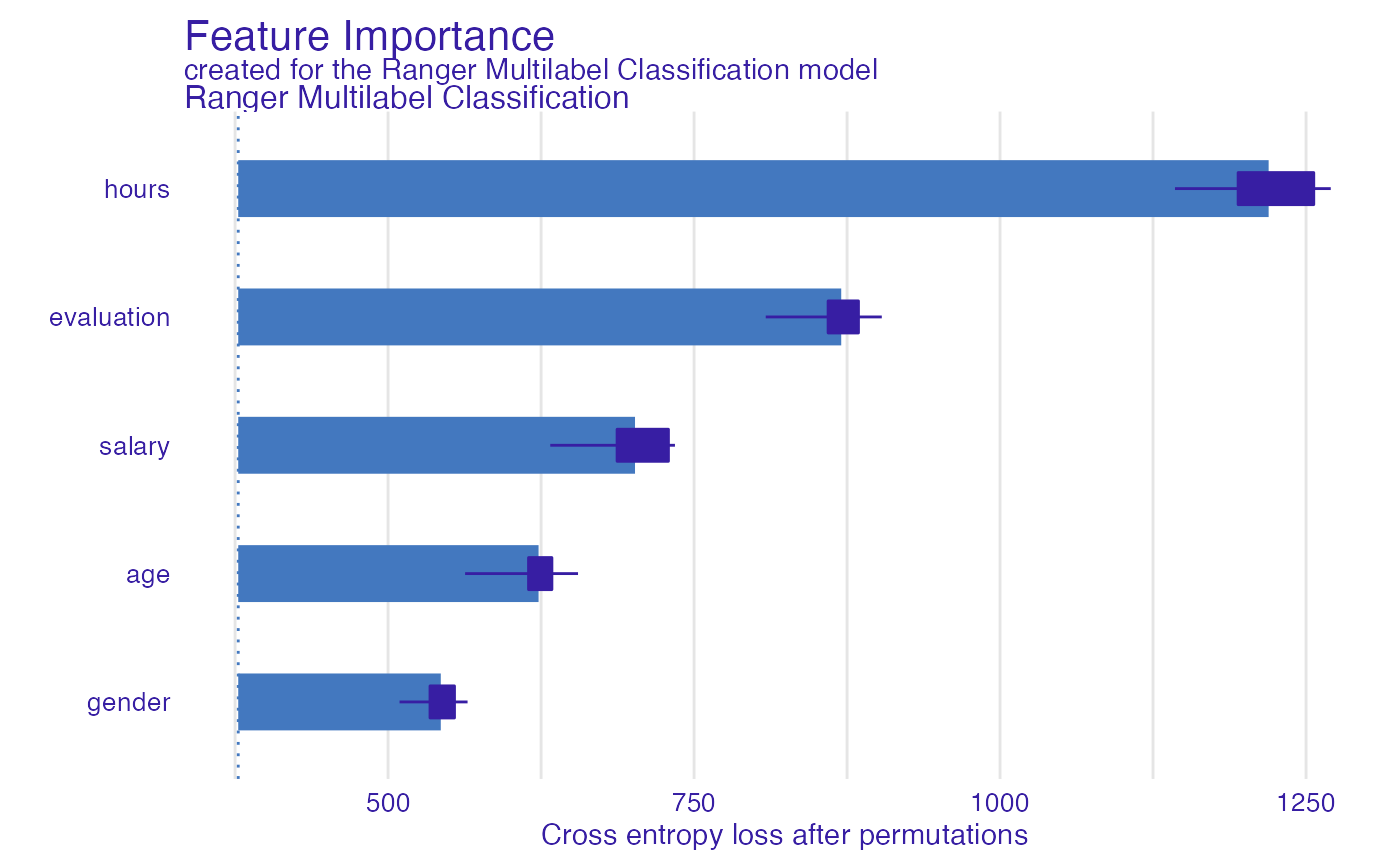 Feature Importance
created for the Ranger Multilabel Classification model
Ranger Multilabel Classification
hours
evaluation
salary
age
gender
500 750 1000 1250
Cross entropy loss after permutations